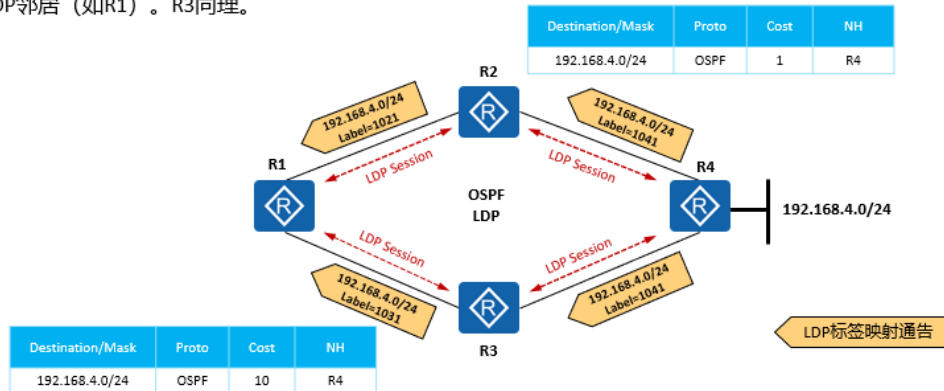 DP邻居（如R1）。R3同理。
Destination/Mask Proto Cost NH
192.168.4.0/24 OSPF 1 R4
R2
192.168.4.0/24
Label=1021
192.168.4.0/24
Label=1041
R1
LDP Session
LDP Session
R4
OSPF
LDP
192.168.4.0/24
LDP Session
LDP Session
192.168.4.0/24
Label=1031
192.168.4.0/24
Label=1041
LDP标签映射通告
R3
Destination/Mask Proto Cost NH
192.168.4.0/24 OSPF 10 R4
R
R
R
R